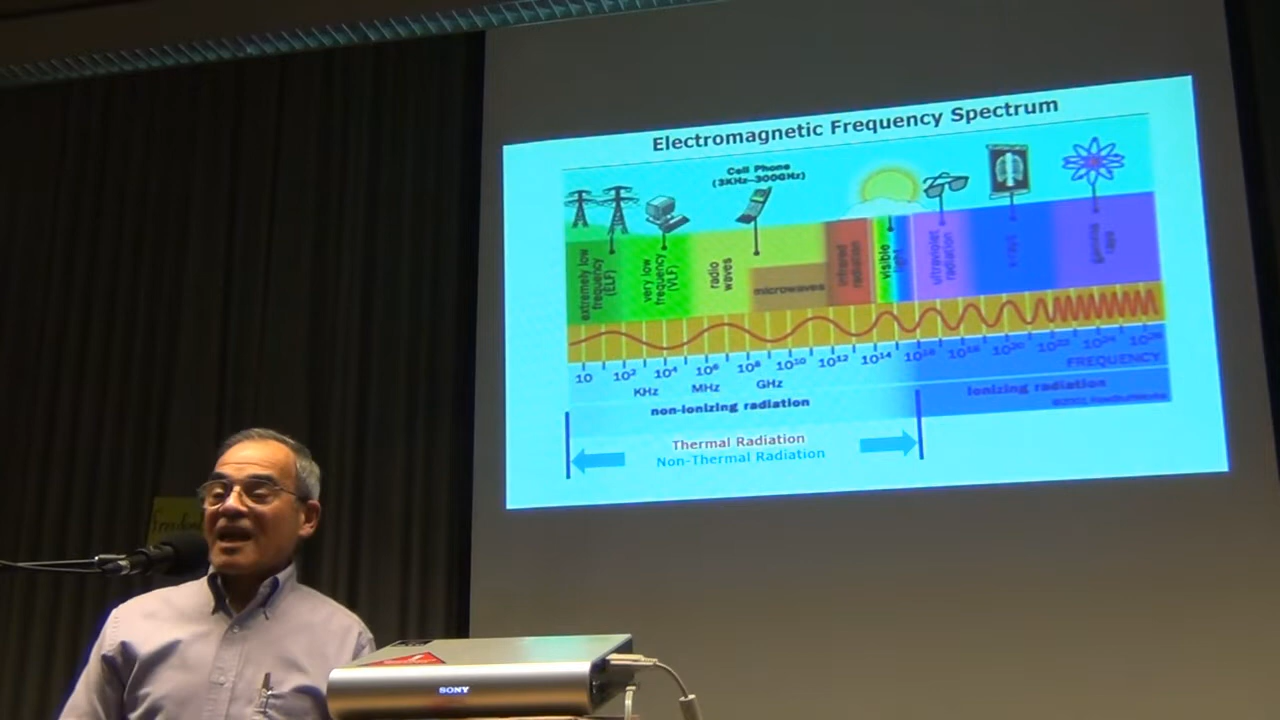 Electromagnetic Frequency Spectrum
Cell Phone
(3KHz-300GHz)
extremely low
frequency
(ELF)
very low
frequency
(VLF)
radio
waves
microwaves
infrared
radiation
visible
light
ultraviolet
radiation
x-rays
gamma
rays
10 10² 10⁴ 10⁶ 10⁸ 10¹⁰ 10¹² 10¹⁴ 10¹⁶ 10¹⁸ 10²⁰ 10²² 10²⁴ 10²⁶
KHz MHz GHz FREQUENCY
non-ionizing radiation
Ionizing radiation
Thermal Radiation
Non-Thermal Radiation
SONY